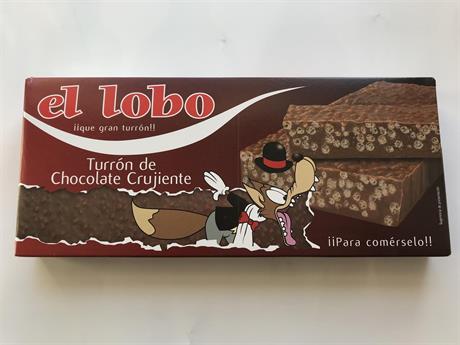 el lobo
¡¡que gran turrón!!
Turrón de
Chocolate Crujiente
¡¡Para comérselo!!